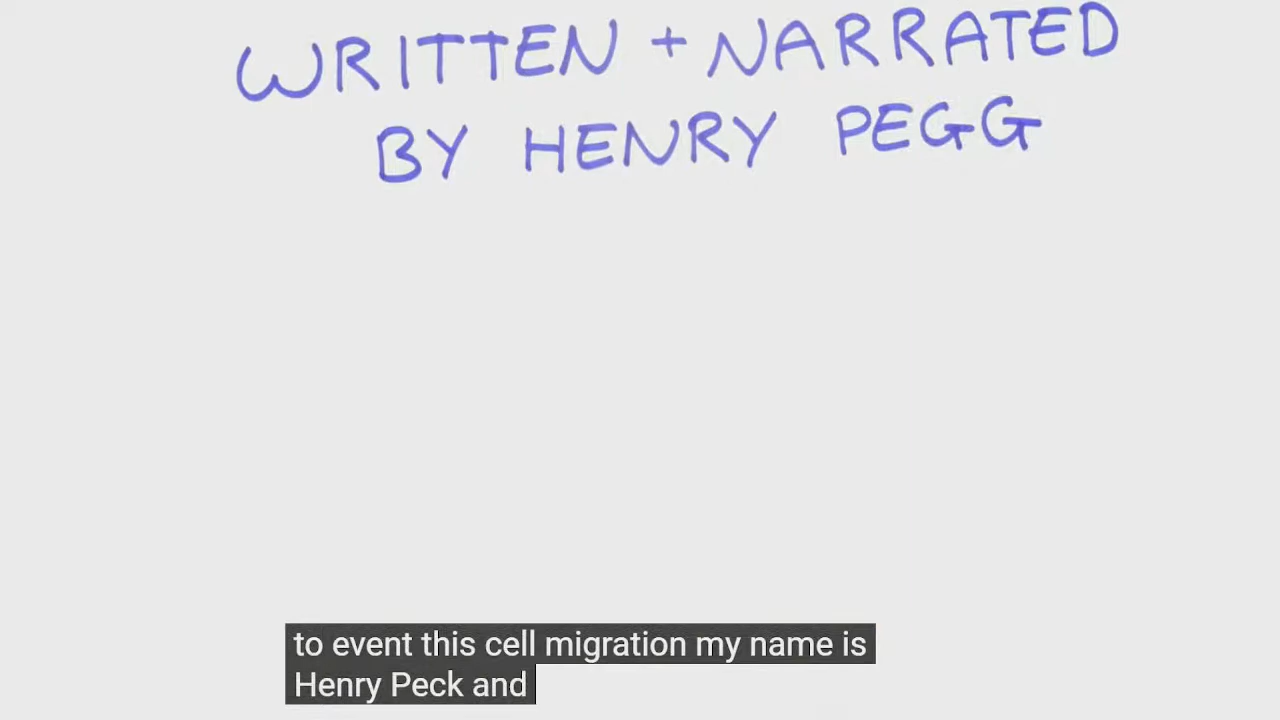 WRITTEN + NARRATED
BY HENRY PEGG
to event this cell migration my name is
Henry Peck and